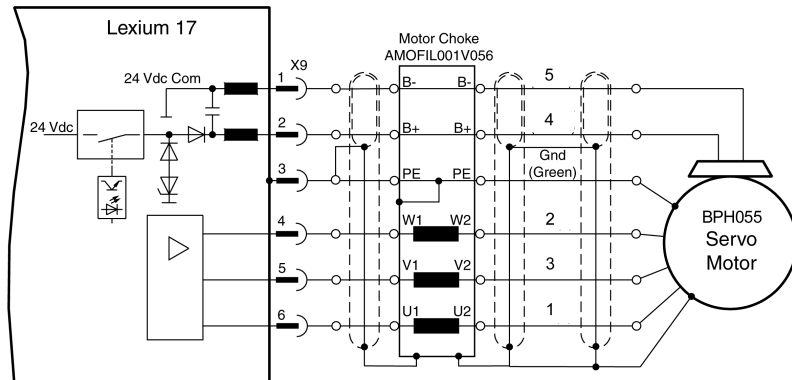 Lexium 17
Motor Choke
AMOFIL001V056
24 Vdc Com
1 X9
B- B- 5
24 Vdc
2
B+ B+ 4
3
PE PE
Gnd
(Green)
4
W1 W2 2
5
V1 V2 3
6
U1 U2 1
BPH055
Servo
Motor